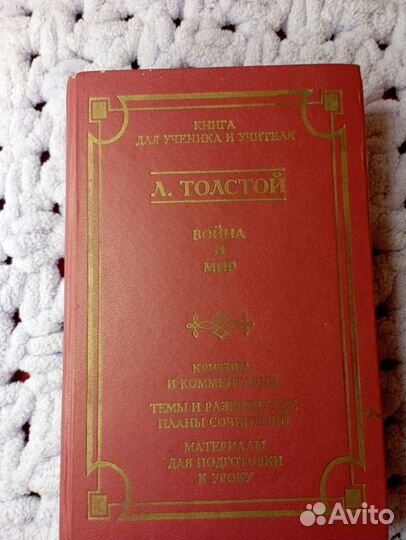 КНИГА
ДЛЯ УЧЕНИКА И УЧИТЕЛЯ
Л. ТОЛСТОЙ
ВОЙНА
И
МИР
КРИТИКА
И КОММЕНТАРИИ
ТЕМЫ И РАЗВЕРНУТЫЕ
ПЛАНЫ СОЧИНЕНИЙ
МАТЕРИАЛЫ
ДЛЯ ПОДГОТОВКИ
К УРОКУ
Avito